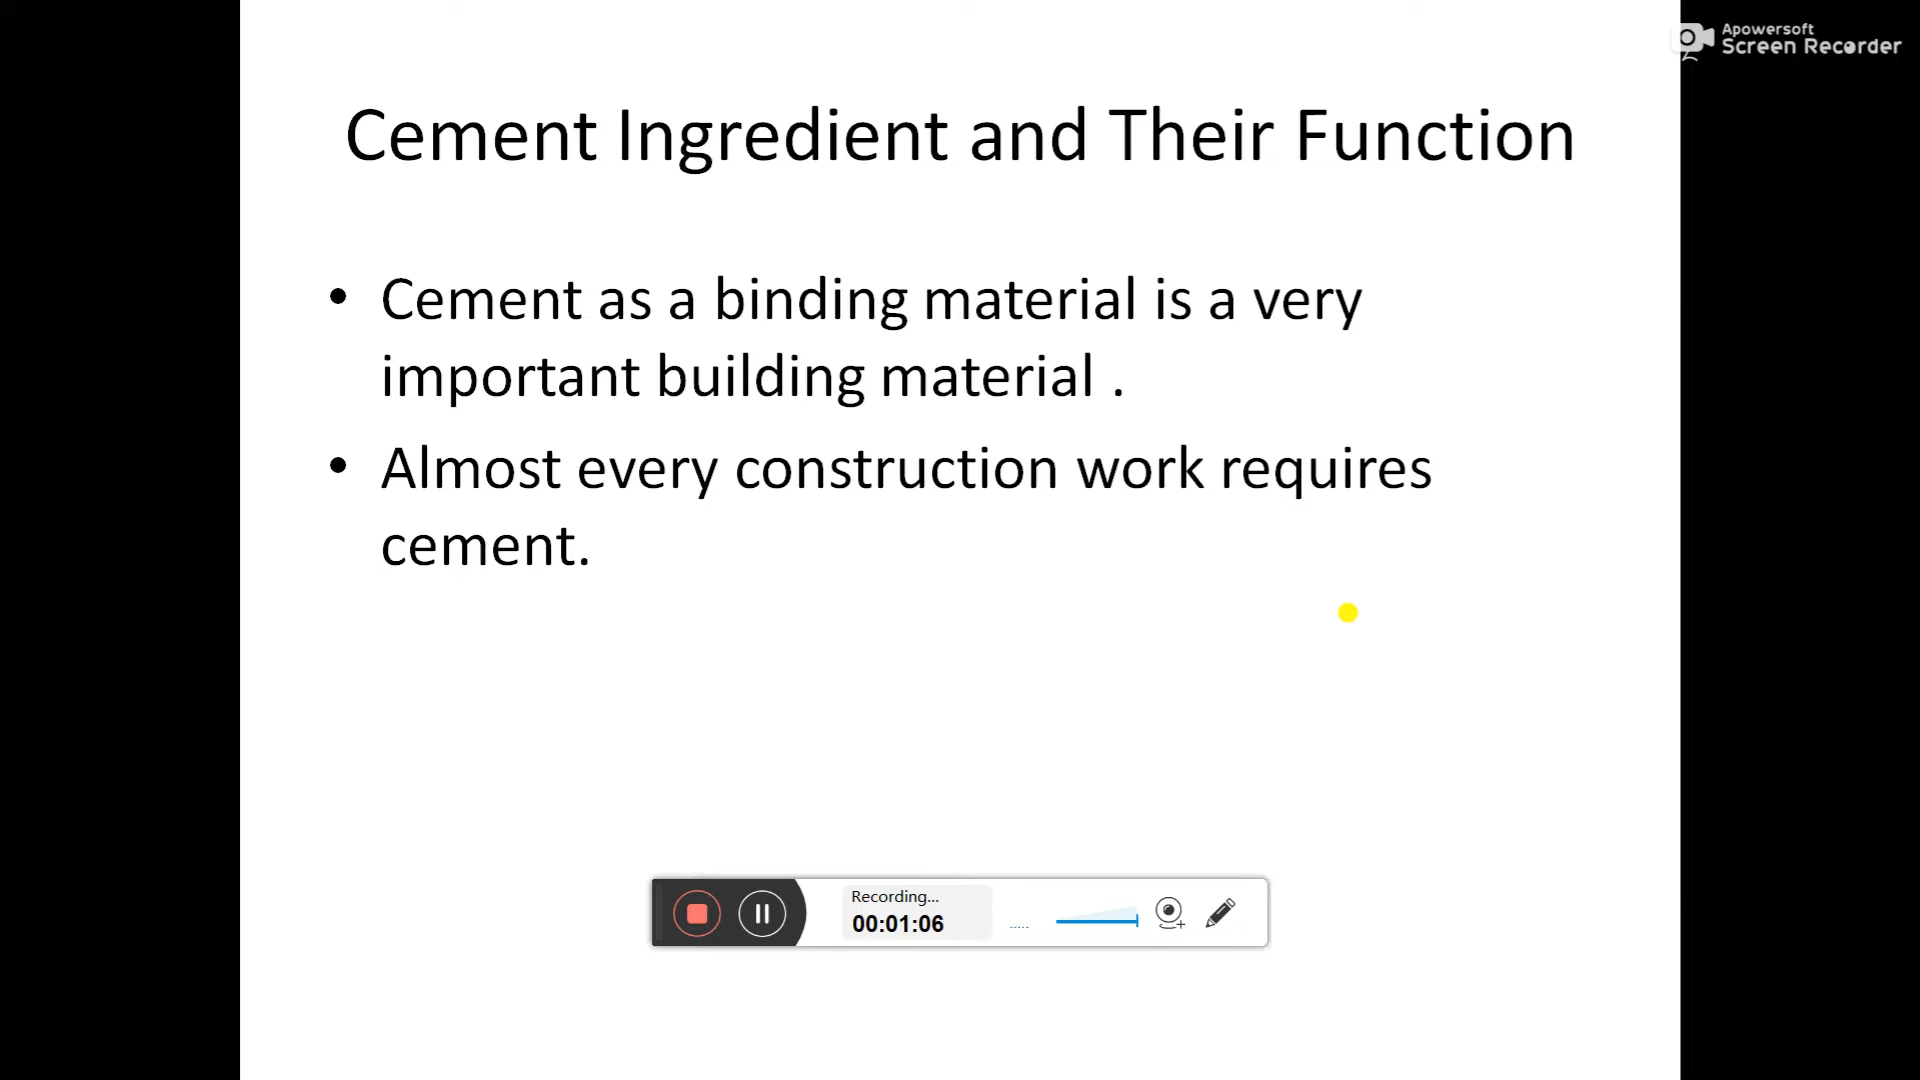 Apowersoft
Screen Recorder
Cement Ingredient and Their Function
• Cement as a binding material is a very
important building material .
• Almost every construction work requires
cement.
Recording...
00:01:06